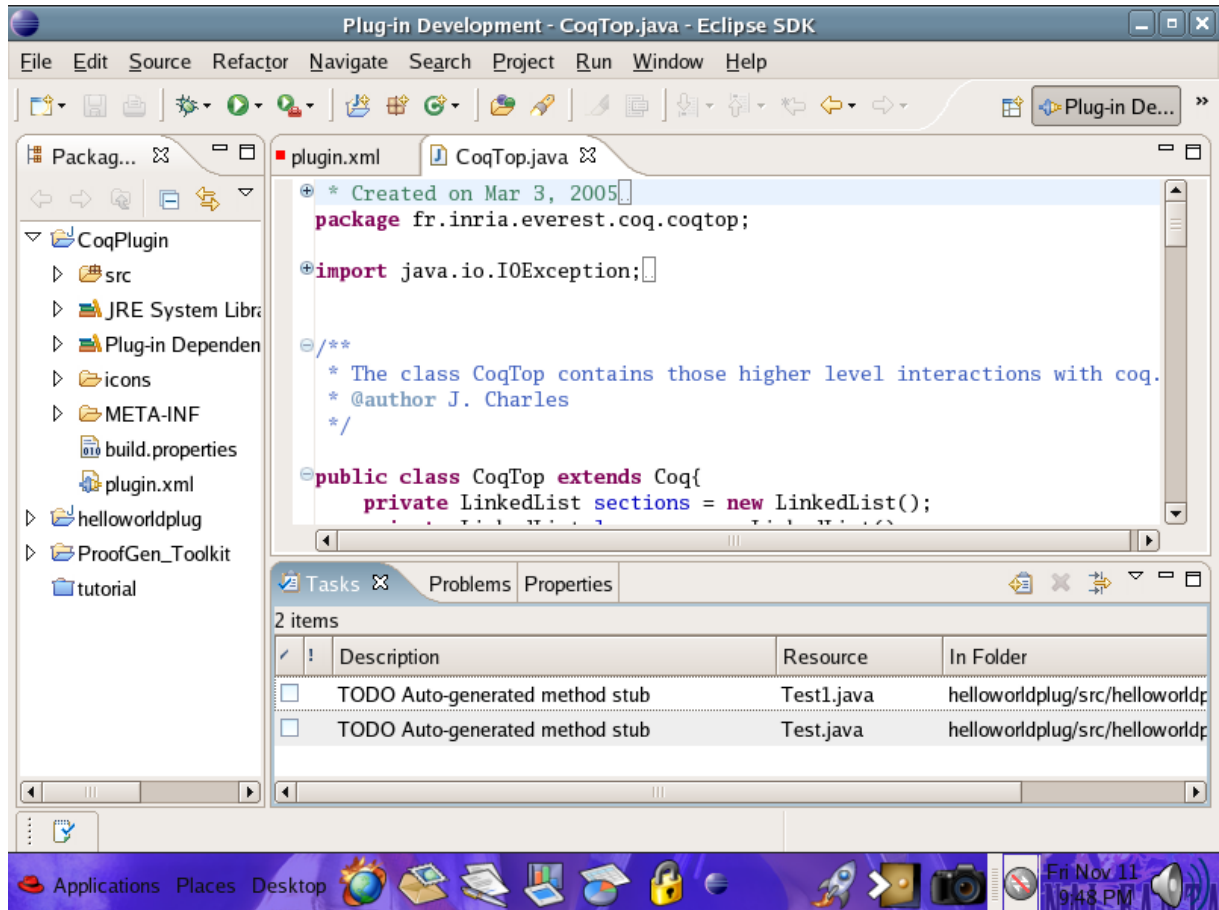 Plug-in Development - CoqTop.java - Eclipse SDK
File Edit Source Refactor Navigate Search Project Run Window Help
Plug-in De... »
Packag...
plugin.xml
CoqTop.java
CoqPlugin
src
JRE System Libra
Plug-in Dependen
icons
META-INF
build.properties
plugin.xml
helloworldplug
ProofGen_Toolkit
tutorial
* Created on Mar 3, 2005
package fr.inria.everest.coq.coqtop;
import java.io.IOException;
/**
* The class CoqTop contains those higher level interactions with coq.
* @author J. Charles
*/
public class CoqTop extends Coq{
private LinkedList sections = new LinkedList();
Tasks Problems Properties
2 items
! Description Resource In Folder
TODO Auto-generated method stub Test1.java helloworldplug/src/helloworldp
TODO Auto-generated method stub Test.java helloworldplug/src/helloworldp
Applications Places Desktop
Fri Nov 11
9:48 PM